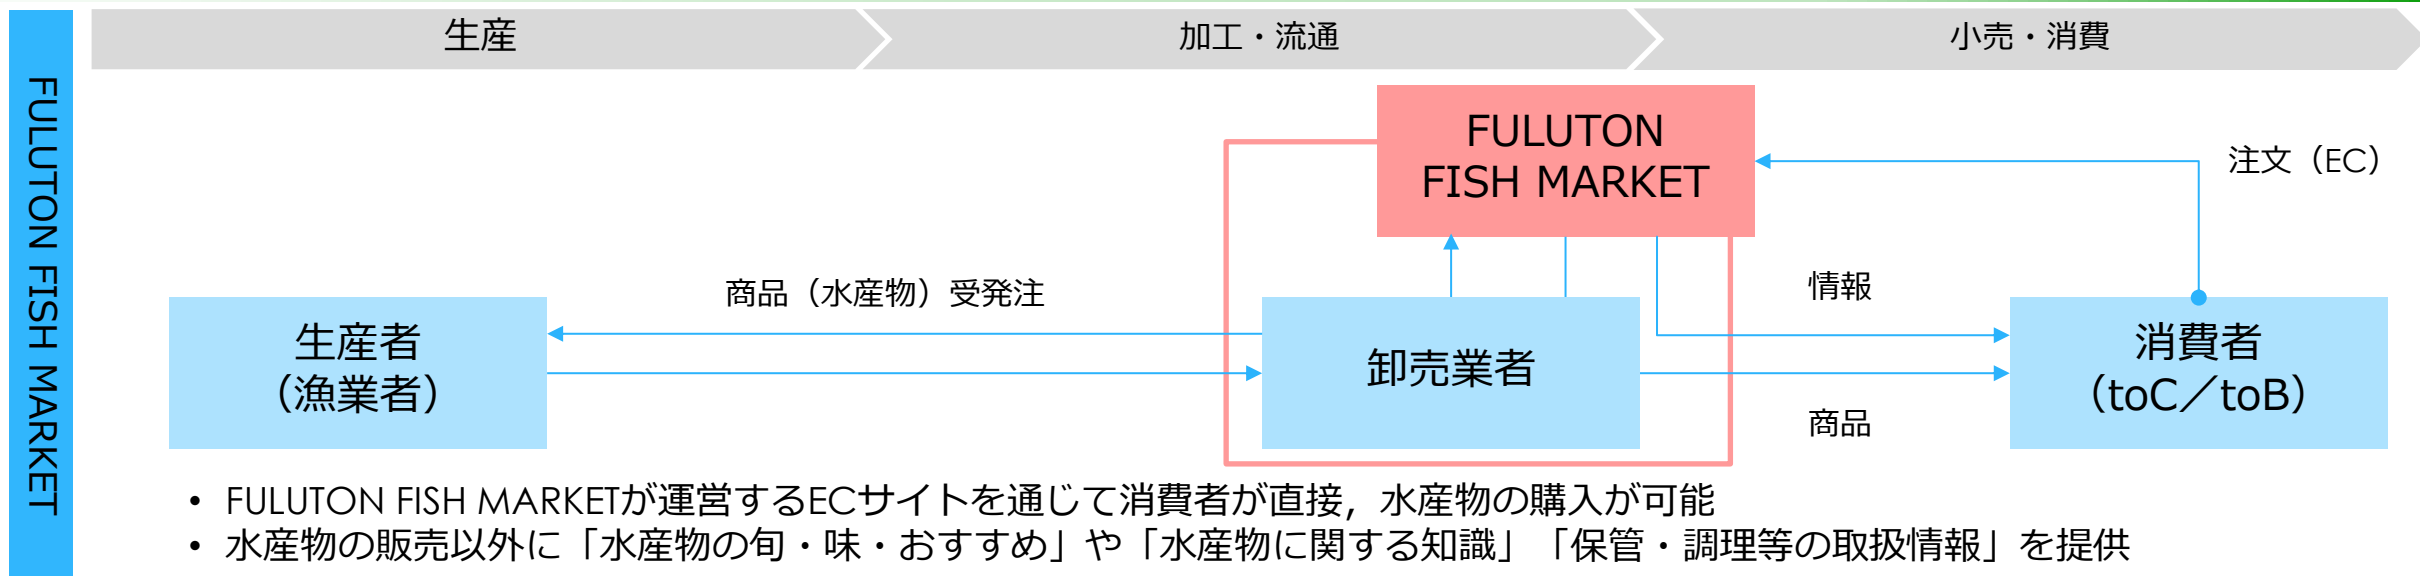 FULUTON FISH MARKET
生産
加工・流通
小売・消費
FULUTON
FISH MARKET
注文（EC）
商品（水産物）受発注
情報
生産者
（漁業者）
卸売業者
消費者
（toC／toB）
商品
• FULUTON FISH MARKETが運営するECサイトを通じて消費者が直接，水産物の購入が可能
• 水産物の販売以外に「水産物の旬・味・おすすめ」や「水産物に関する知識」「保管・調理等の取扱情報」を提供